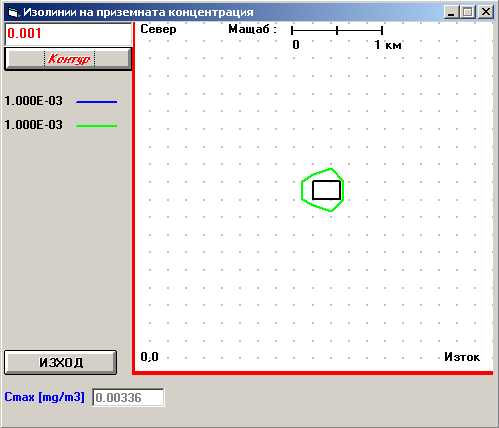 Изолини на приземната концентрация
0.001
Контур
1.000E-03
1.000E-03
ИЗХОД
Север
Мащаб :
0
1 км
0,0
Изток
Cmax [mg/m3]
0.00336